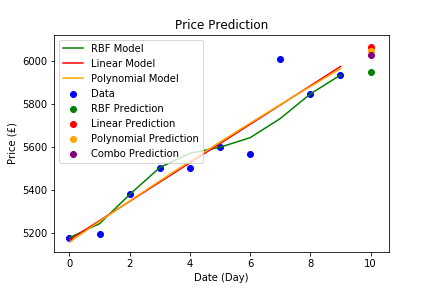 Price Prediction
RBF Model
Linear Model
Polynomial Model
Data
RBF Prediction
Linear Prediction
Polynomial Prediction
Combo Prediction
Price (£)
6000
5800
5600
5400
5200
0 2 4 6 8 10
Date (Day)